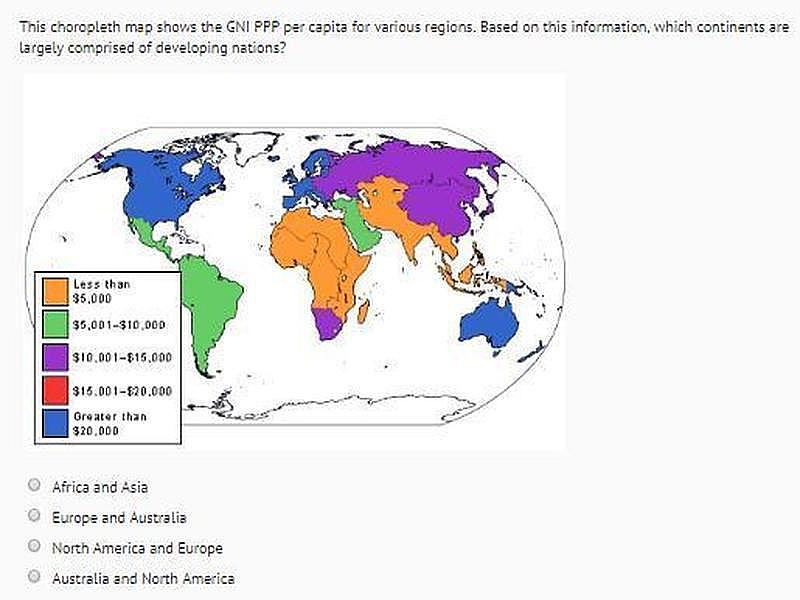 This choropleth map shows the GNI PPP per capita for various regions. Based on this information, which continents are
largely comprised of developing nations?
Less than
$5,000
$5,001-$10,000
$10,001-$15,000
$15,001-$20,000
Greater than
$20,000
Africa and Asia
Europe and Australia
North America and Europe
Australia and North America